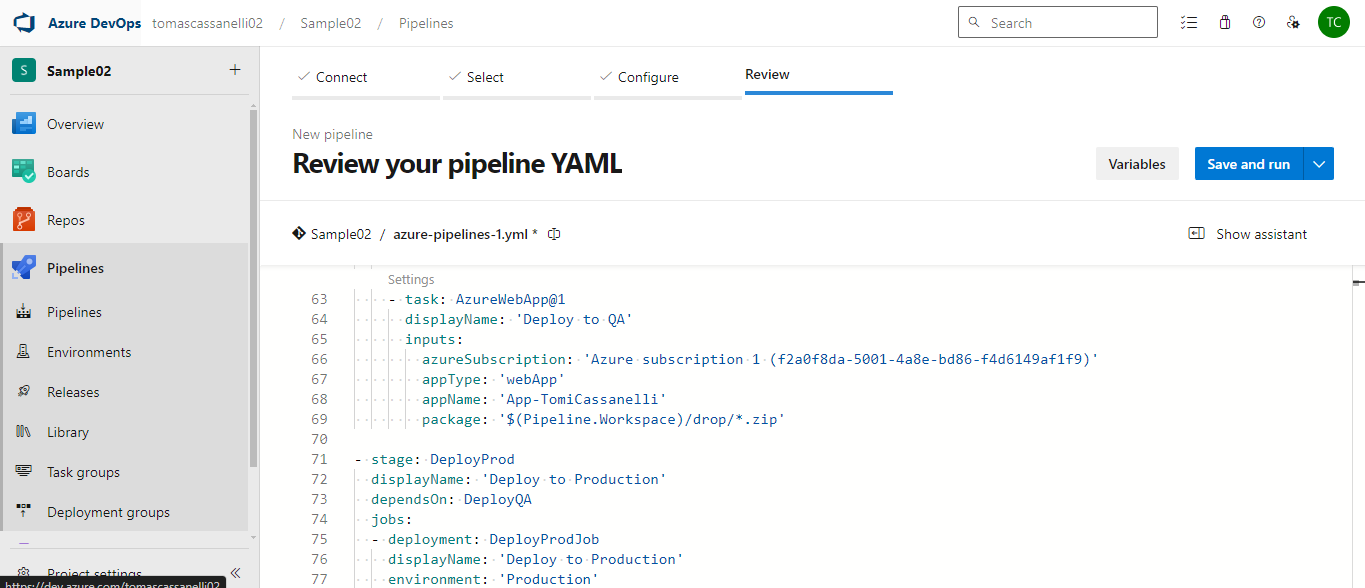 Azure DevOps tomascassanelli02 / Sample02 / Pipelines Search TC
S Sample02 +
Connect Select Configure Review
Overview
Boards
Repos
Pipelines
Pipelines
Environments
Releases
Library
Task groups
Deployment groups
Project settings
https://dev.azure.com/tomascassanelli02
New pipeline
Review your pipeline YAML
Variables Save and run
Sample02 / azure-pipelines-1.yml *
Show assistant
Settings
63 - task: AzureWebApp@1
64 displayName: 'Deploy to QA'
65 inputs:
66 azureSubscription: 'Azure subscription 1 (f2a0f8da-5001-4a8e-bd86-f4d6149af1f9)'
67 appType: 'webApp'
68 appName: 'App-TomiCassanelli'
69 package: '$(Pipeline.Workspace)/drop/*.zip'
70
71 - stage: DeployProd
72 displayName: 'Deploy to Production'
73 dependsOn: DeployQA
74 jobs:
75 - deployment: DeployProdJob
76 displayName: 'Deploy to Production'
77 environment: 'Production'